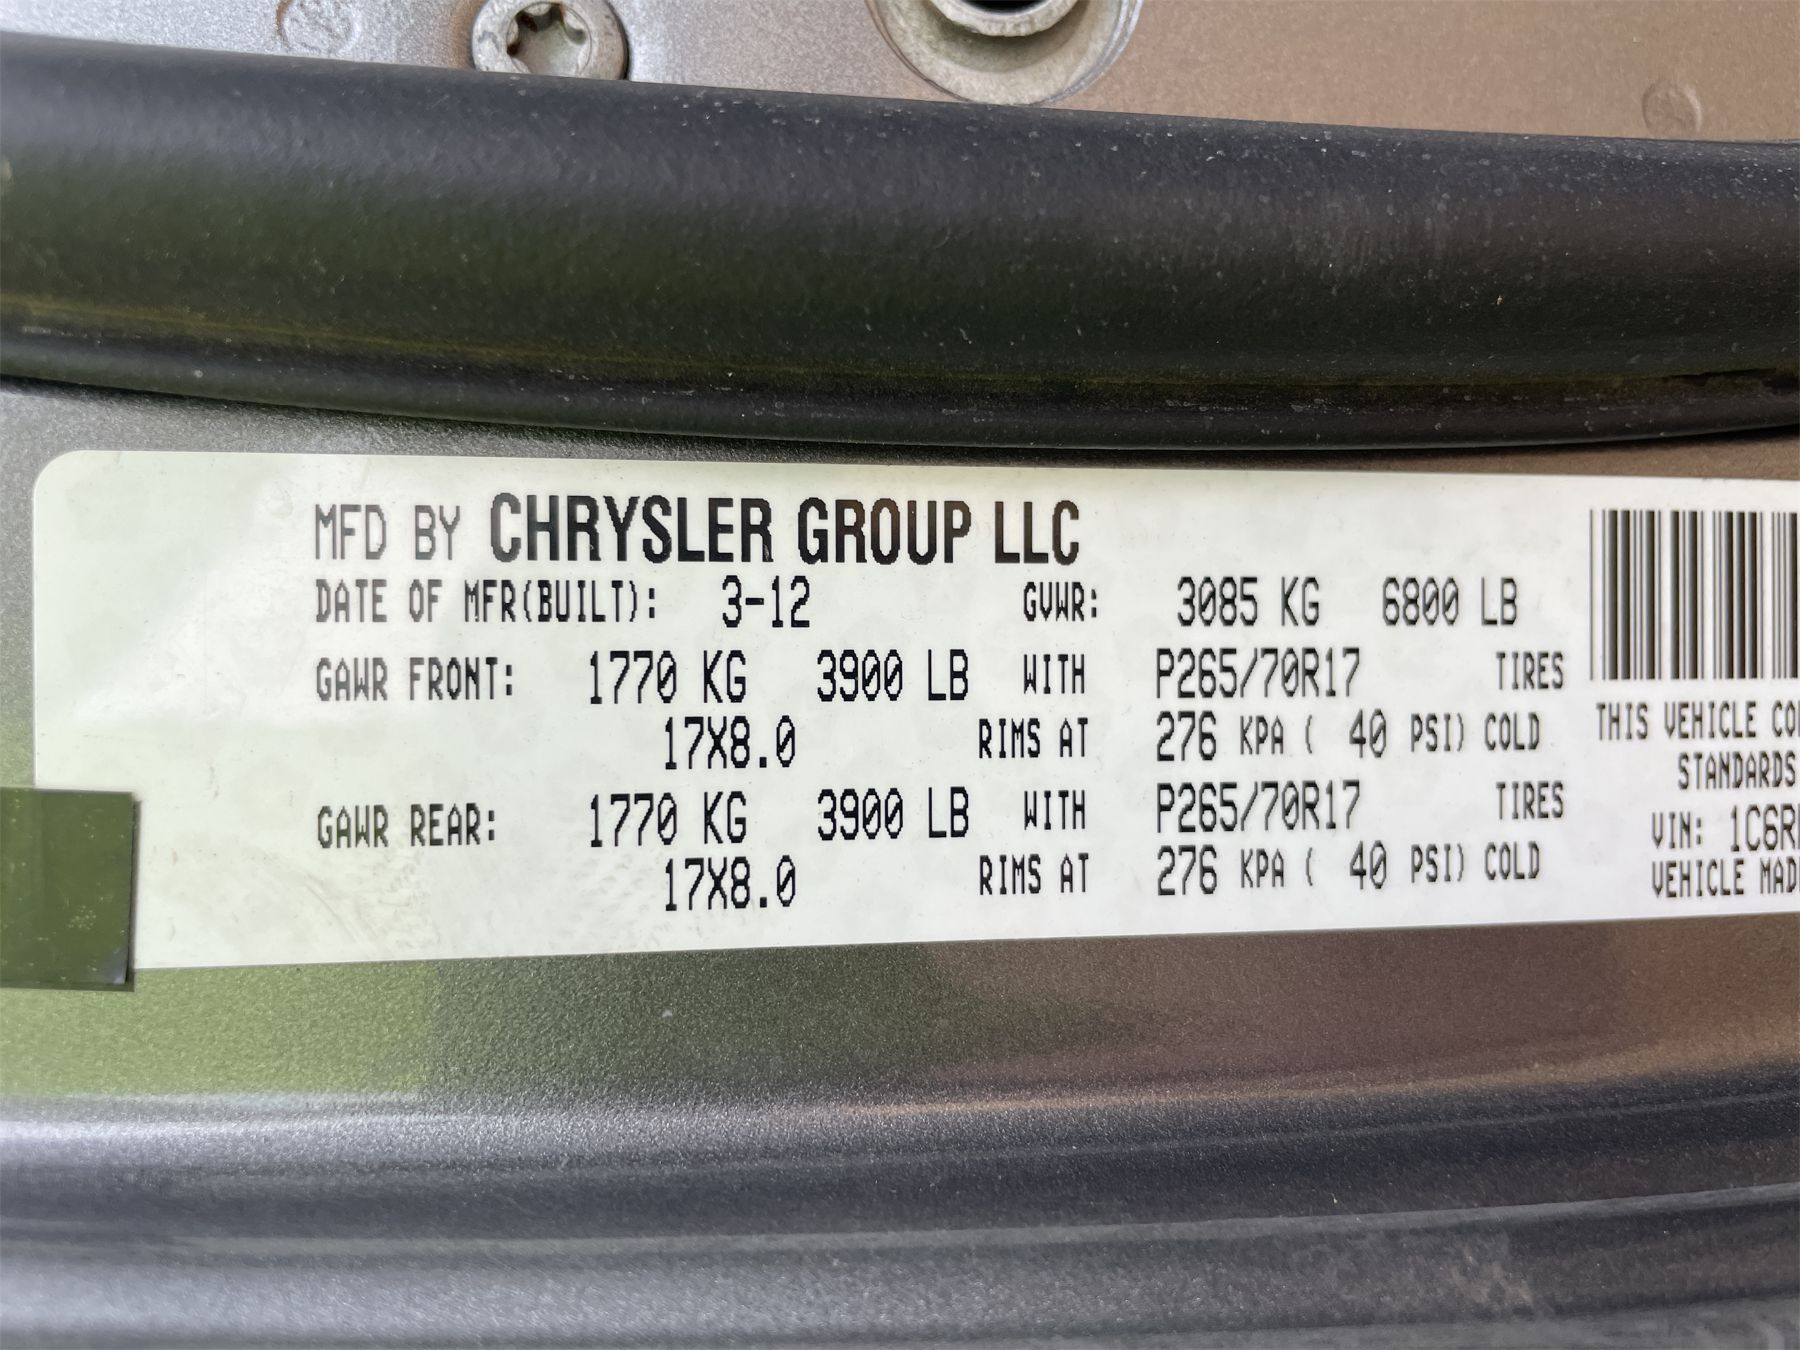 MFD BY CHRYSLER GROUP LLC
DATE OF MFR(BUILT): 3-12 GVWR: 3085 KG 6800 LB
GAWR FRONT: 1770 KG 3900 LB WITH P265/70R17 TIRES
17X8.0 RIMS AT 276 KPA ( 40 PSI) COLD
GAWR REAR: 1770 KG 3900 LB WITH P265/70R17 TIRES
17X8.0 RIMS AT 276 KPA ( 40 PSI) COLD
THIS VEHICLE
STANDARDS
VIN: 1C6R
VEHICLE MAD